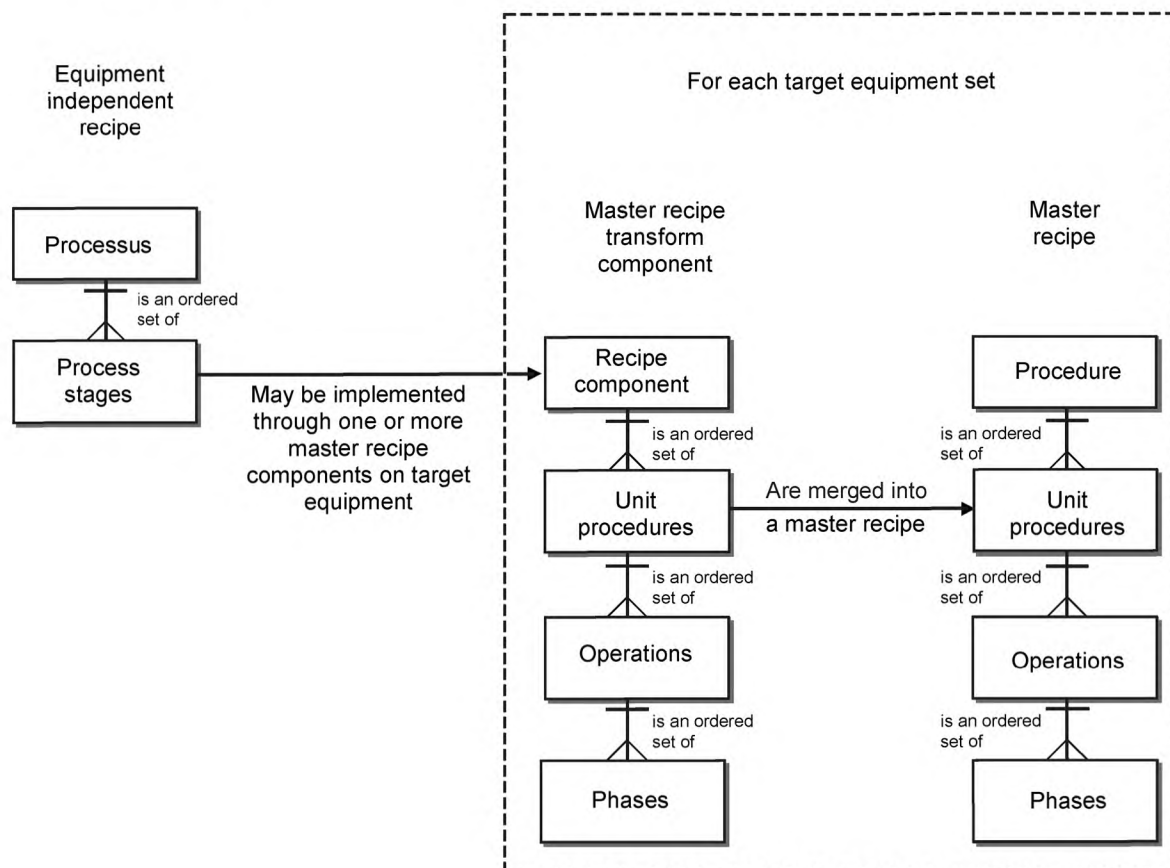 Equipment
independent
recipe
For each target equipment set
Master recipe
transform
component
Master
recipe
Processus
is an ordered
set of
Process
stages
May be implemented
through one or more
master recipe
components on target
equipment
Recipe
component
is an ordered
set of
Unit
procedures
Are merged into
a master recipe
is an ordered
set of
Operations
is an ordered
set of
Phases
Procedure
is an ordered
set of
Unit
procedures
is an ordered
set of
Operations
is an ordered
set of
Phases